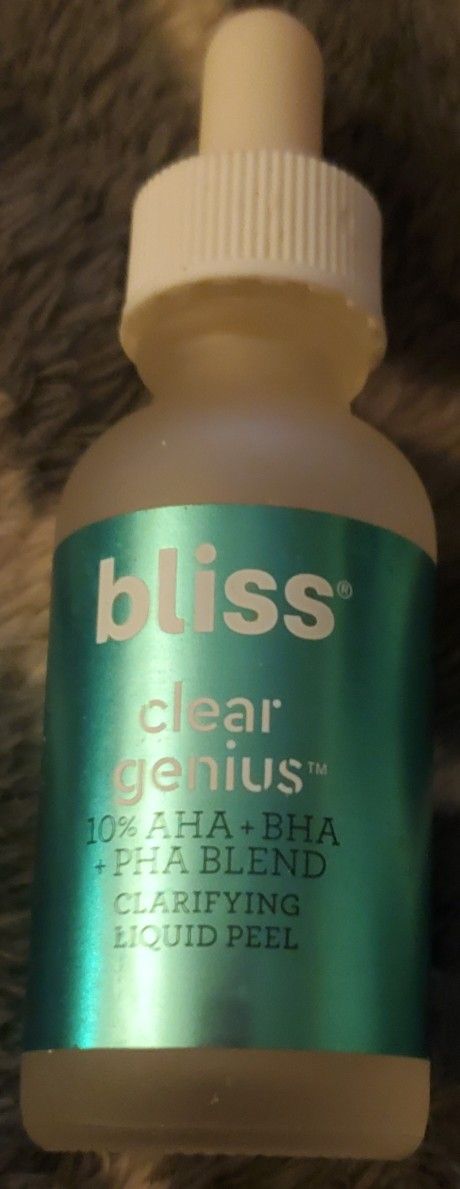 bliss®
clear
genius™
10% AHA + BHA
+ PHA BLEND
CLARIFYING
LIQUID PEEL